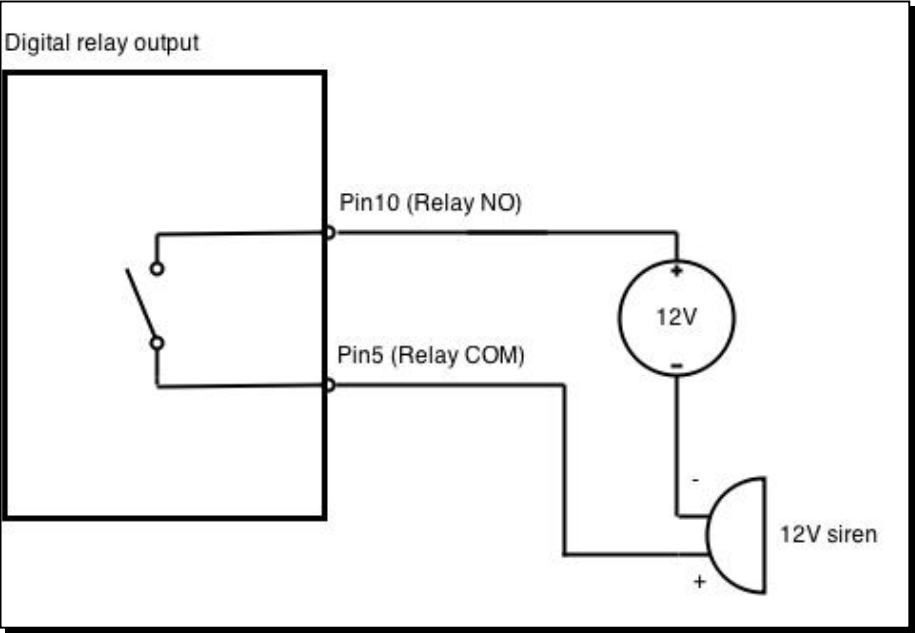 Digital relay output
Pin10 (Relay NO)
+
12V
-
Pin5 (Relay COM)
-
12V siren
+